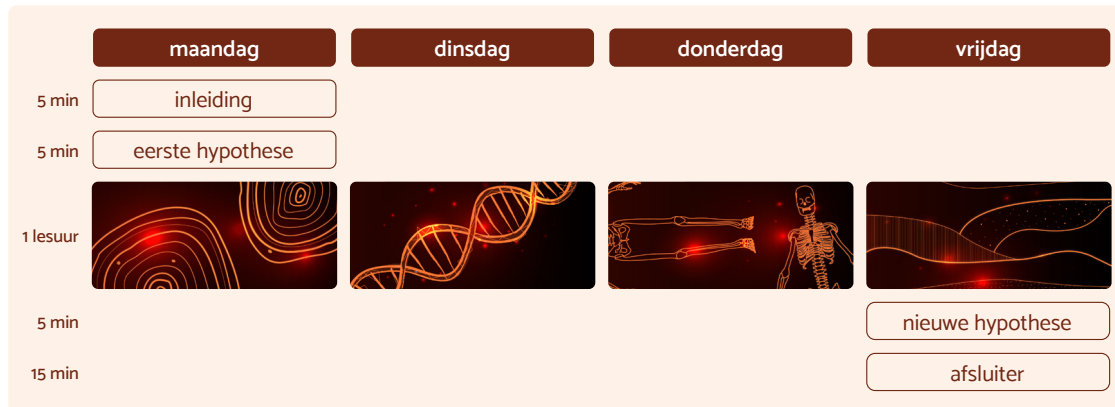 maandag dinsdag donderdag vrijdag
5 min inleiding
5 min eerste hypothese
1 lesuur
5 min nieuwe hypothese
15 min afsluiter